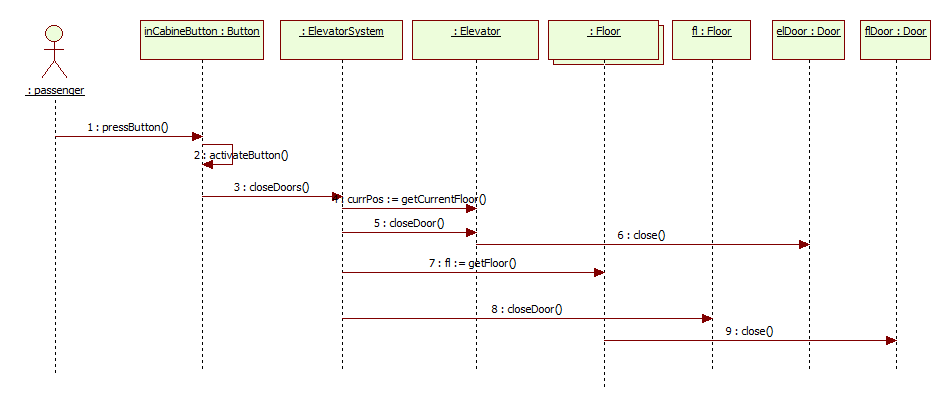 inCabineButton : Button
: ElevatorSystem
: Elevator
: Floor
fl : Floor
elDoor : Door
flDoor : Door
: passenger
1 : pressButton()
2 : activateButton()
3 : closeDoors()
: currPos := getCurrentFloor()
5 : closeDoor()
6 : close()
7 : fl := getFloor()
8 : closeDoor()
9 : close()